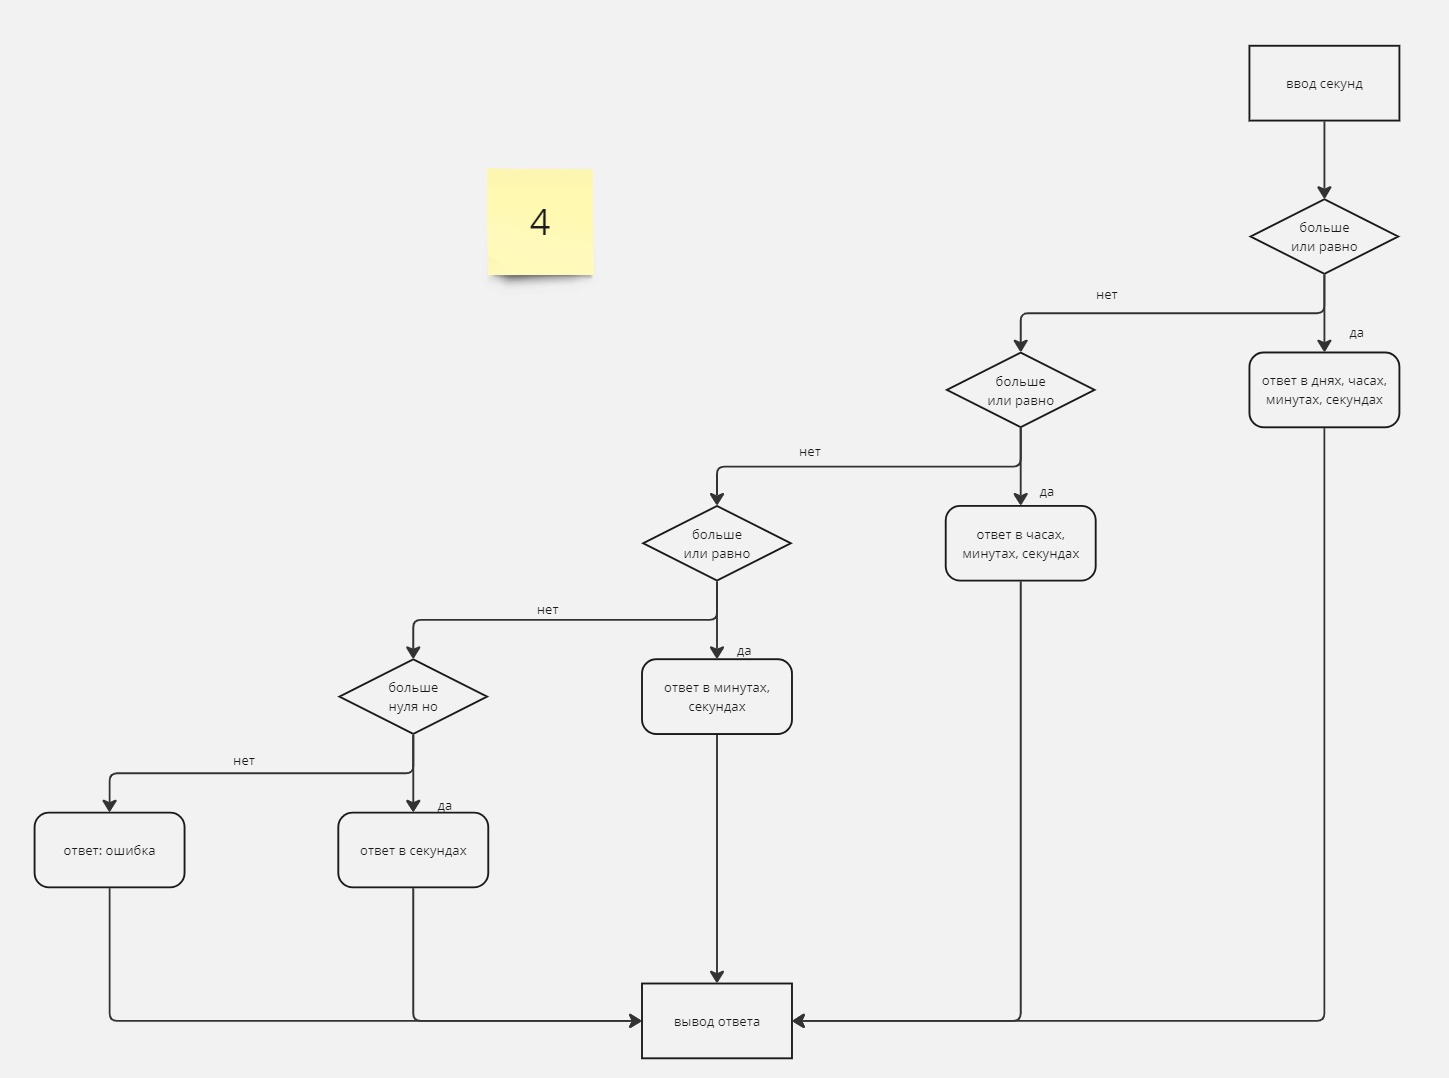 ввод секунд
4
больше
или равно
нет
да
больше
или равно
ответ в днях, часах,
минутах, секундах
нет
да
больше
или равно
ответ в часах,
минутах, секундах
нет
да
больше
нуля но
ответ в минутах,
секундах
нет
да
ответ: ошибка
ответ в секундах
вывод ответа